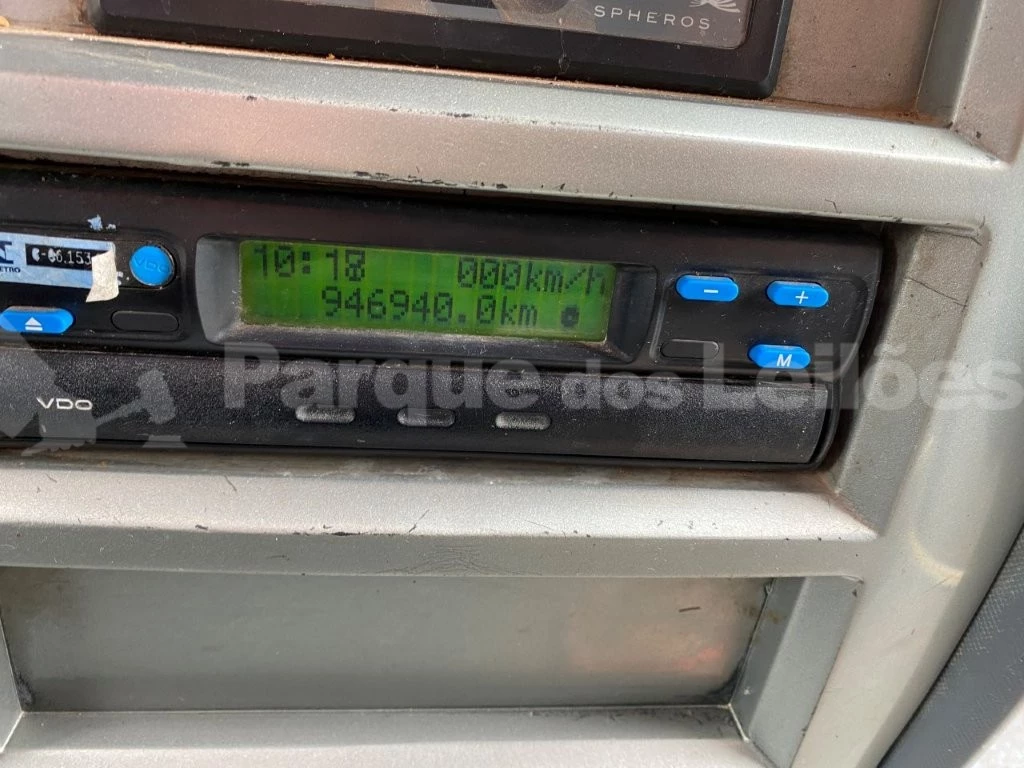 SPHEROS
VDO
10:18 000km/h
946940.0km
- +
M
Parque dos Leilões
VDO